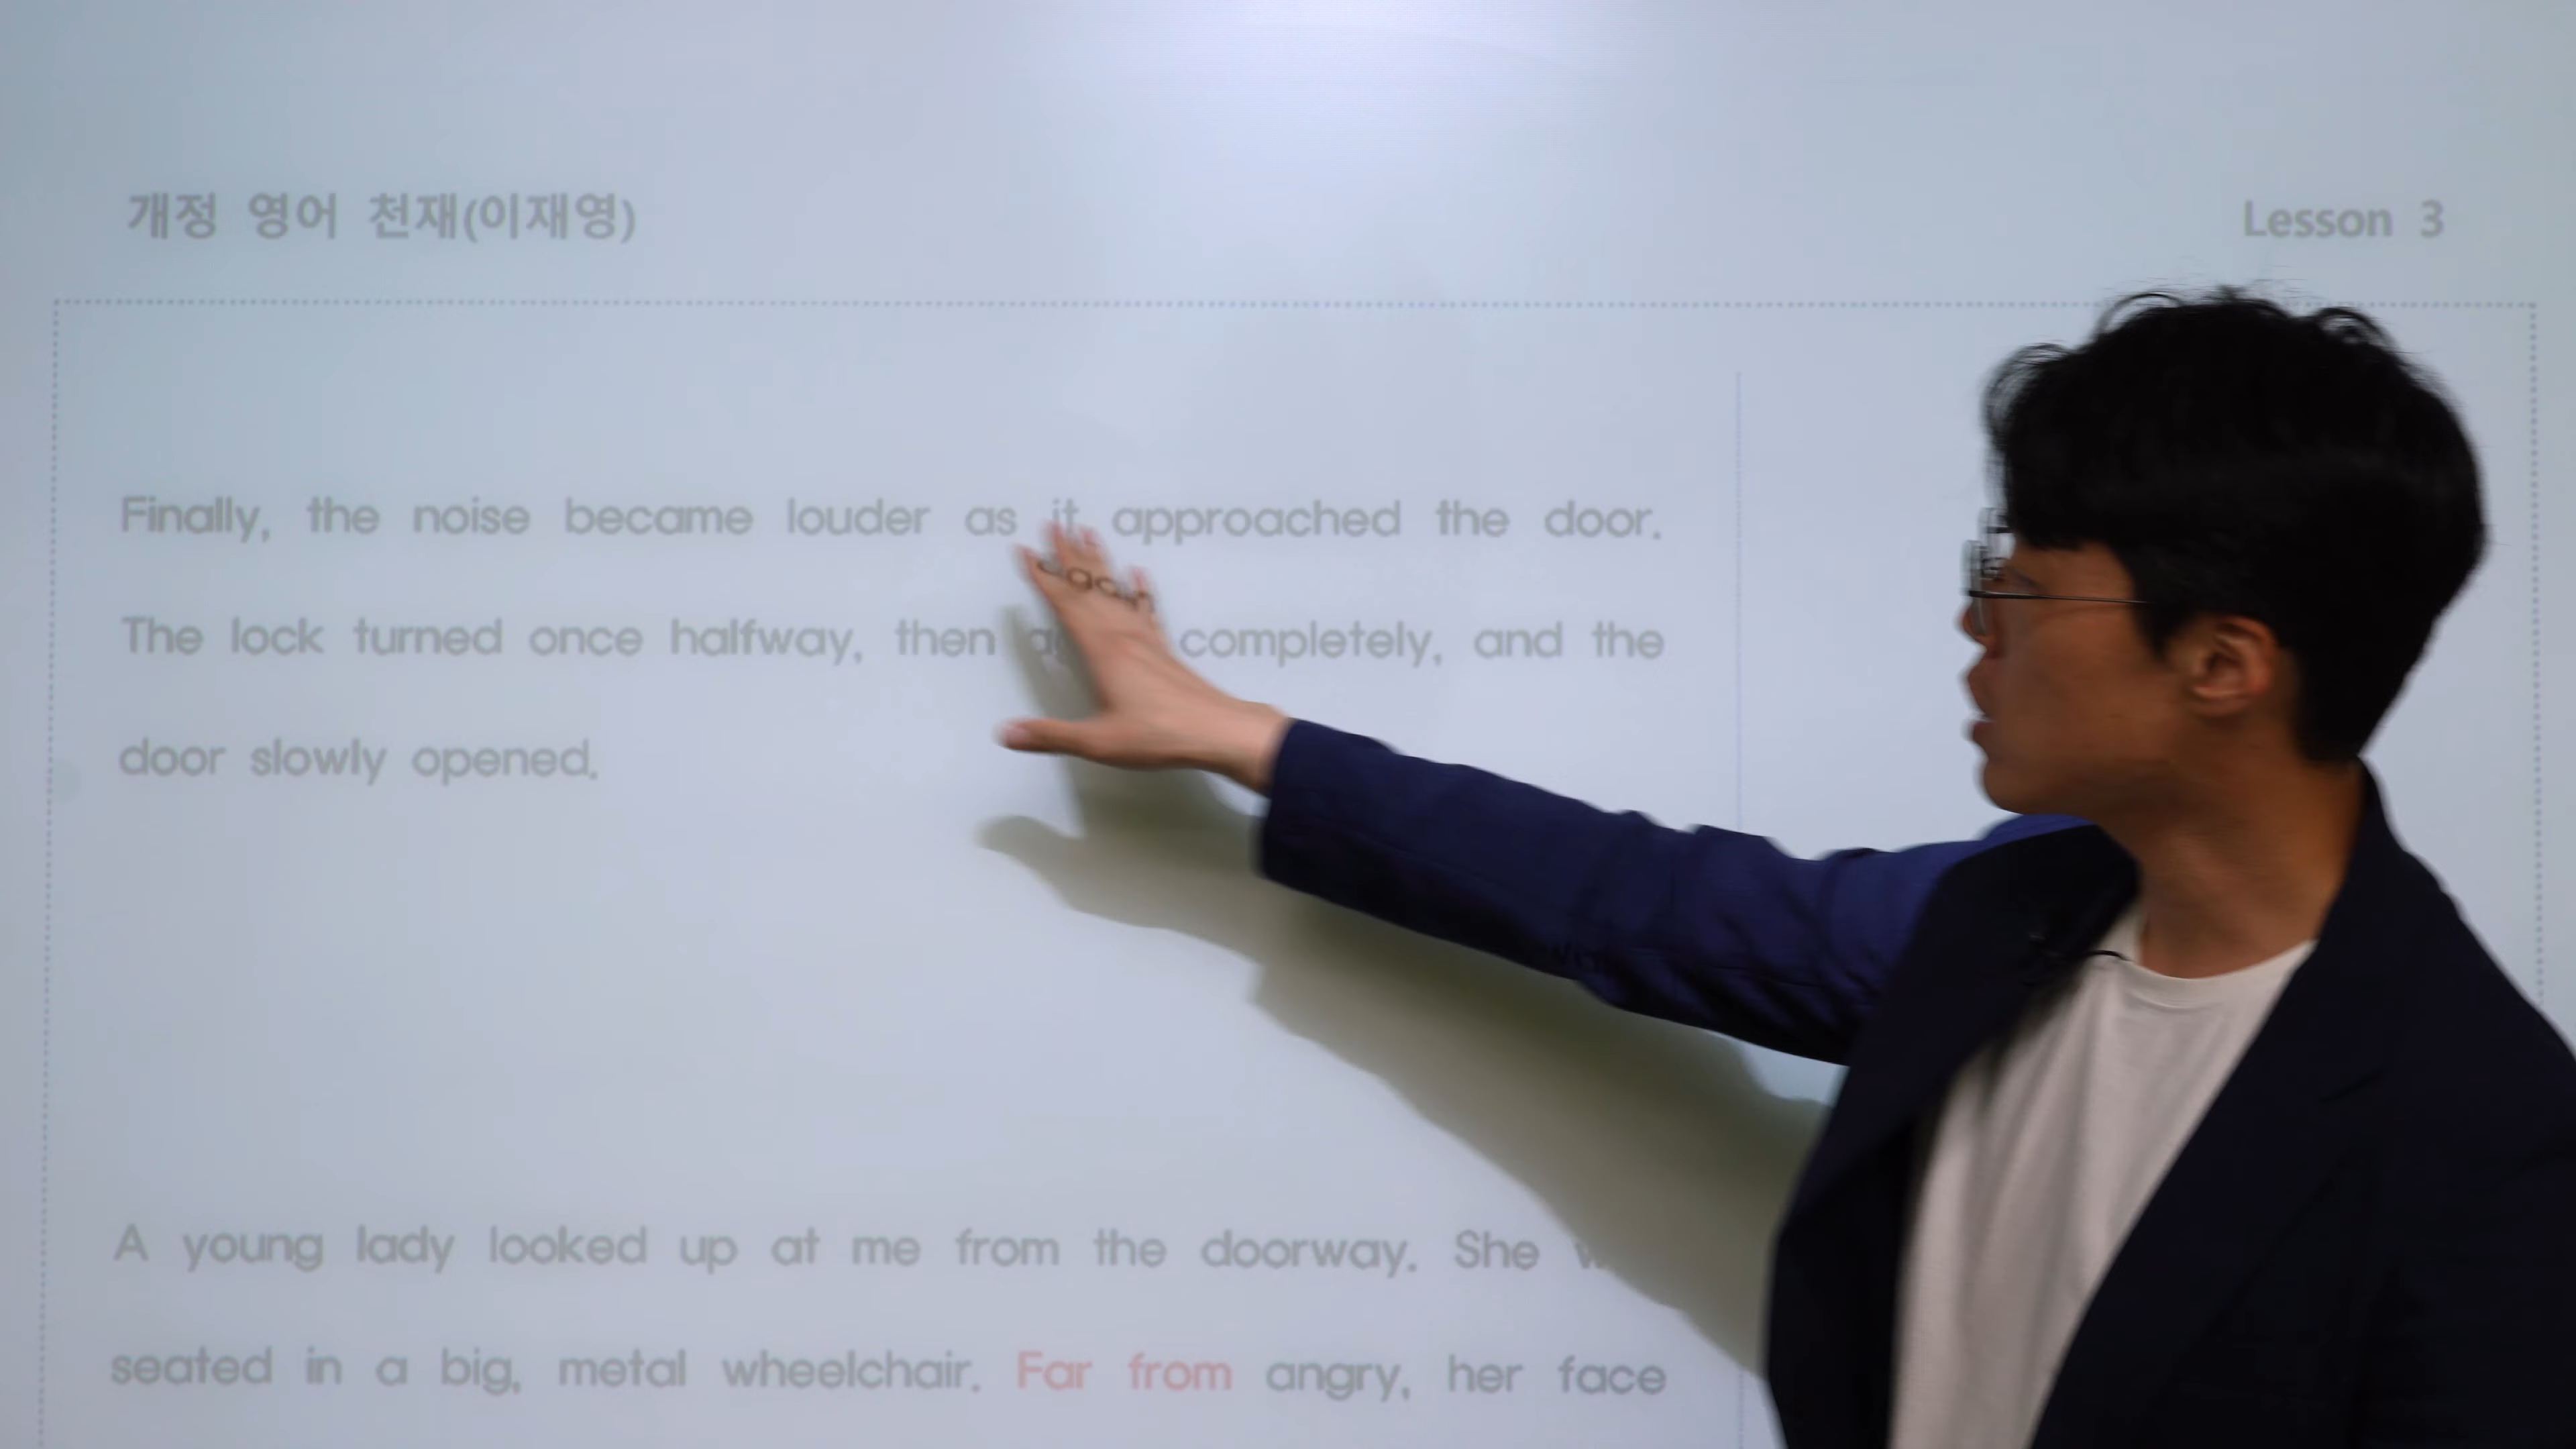 개정 영어 천재(이재영)
Lesson 3
Finally, the noise became louder as it approached the door.
The lock turned once halfway, then again completely, and the
door slowly opened.
A young lady looked up at me from the doorway. She
seated in a big, metal wheelchair. Far from angry, her face